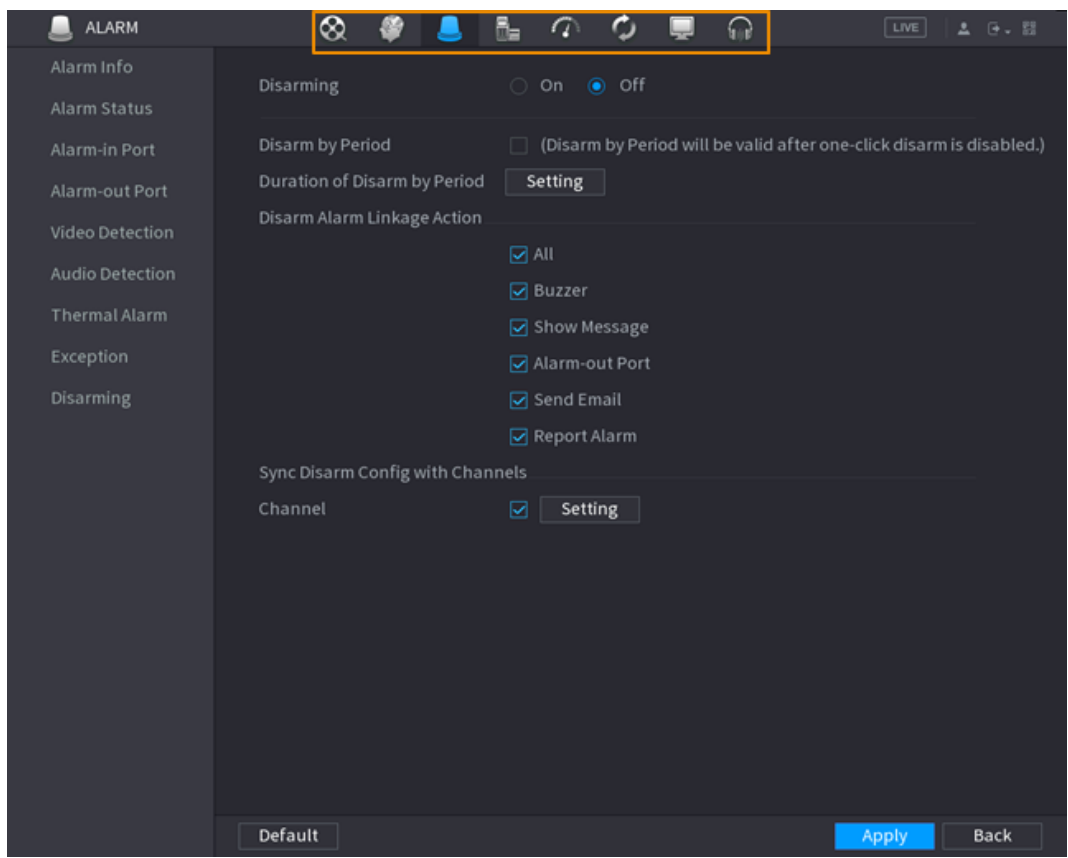 ALARM
LIVE
Alarm Info
Alarm Status
Alarm-in Port
Alarm-out Port
Video Detection
Audio Detection
Thermal Alarm
Exception
Disarming
Disarming On Off
Disarm by Period (Disarm by Period will be valid after one-click disarm is disabled.)
Duration of Disarm by Period Setting
Disarm Alarm Linkage Action
All
Buzzer
Show Message
Alarm-out Port
Send Email
Report Alarm
Sync Disarm Config with Channels
Channel Setting
Default Apply Back